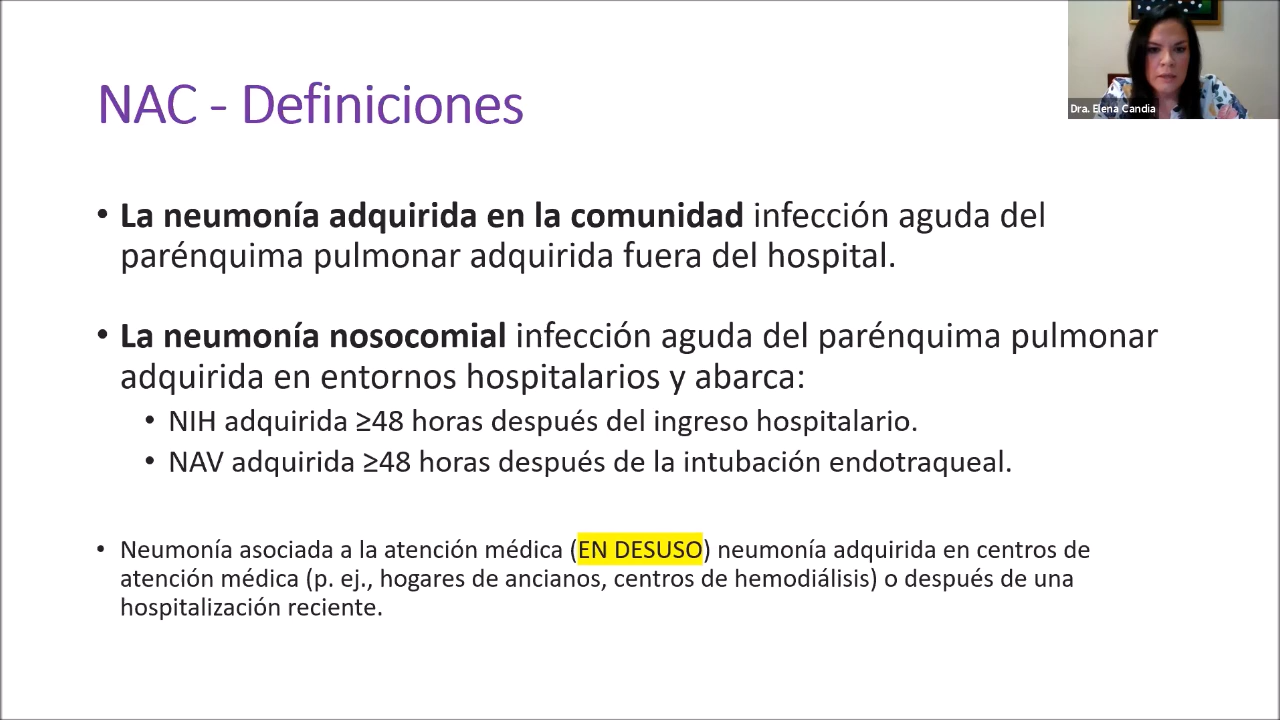 NAC - Definiciones
Dra. Elena Candia
• La neumonía adquirida en la comunidad infección aguda del
parénquima pulmonar adquirida fuera del hospital.
• La neumonía nosocomial infección aguda del parénquima pulmonar
adquirida en entornos hospitalarios y abarca:
• NIH adquirida ≥48 horas después del ingreso hospitalario.
• NAV adquirida ≥48 horas después de la intubación endotraqueal.
• Neumonía asociada a la atención médica (EN DESUSO) neumonía adquirida en centros de
atención médica (p. ej., hogares de ancianos, centros de hemodiálisis) o después de una
hospitalización reciente.